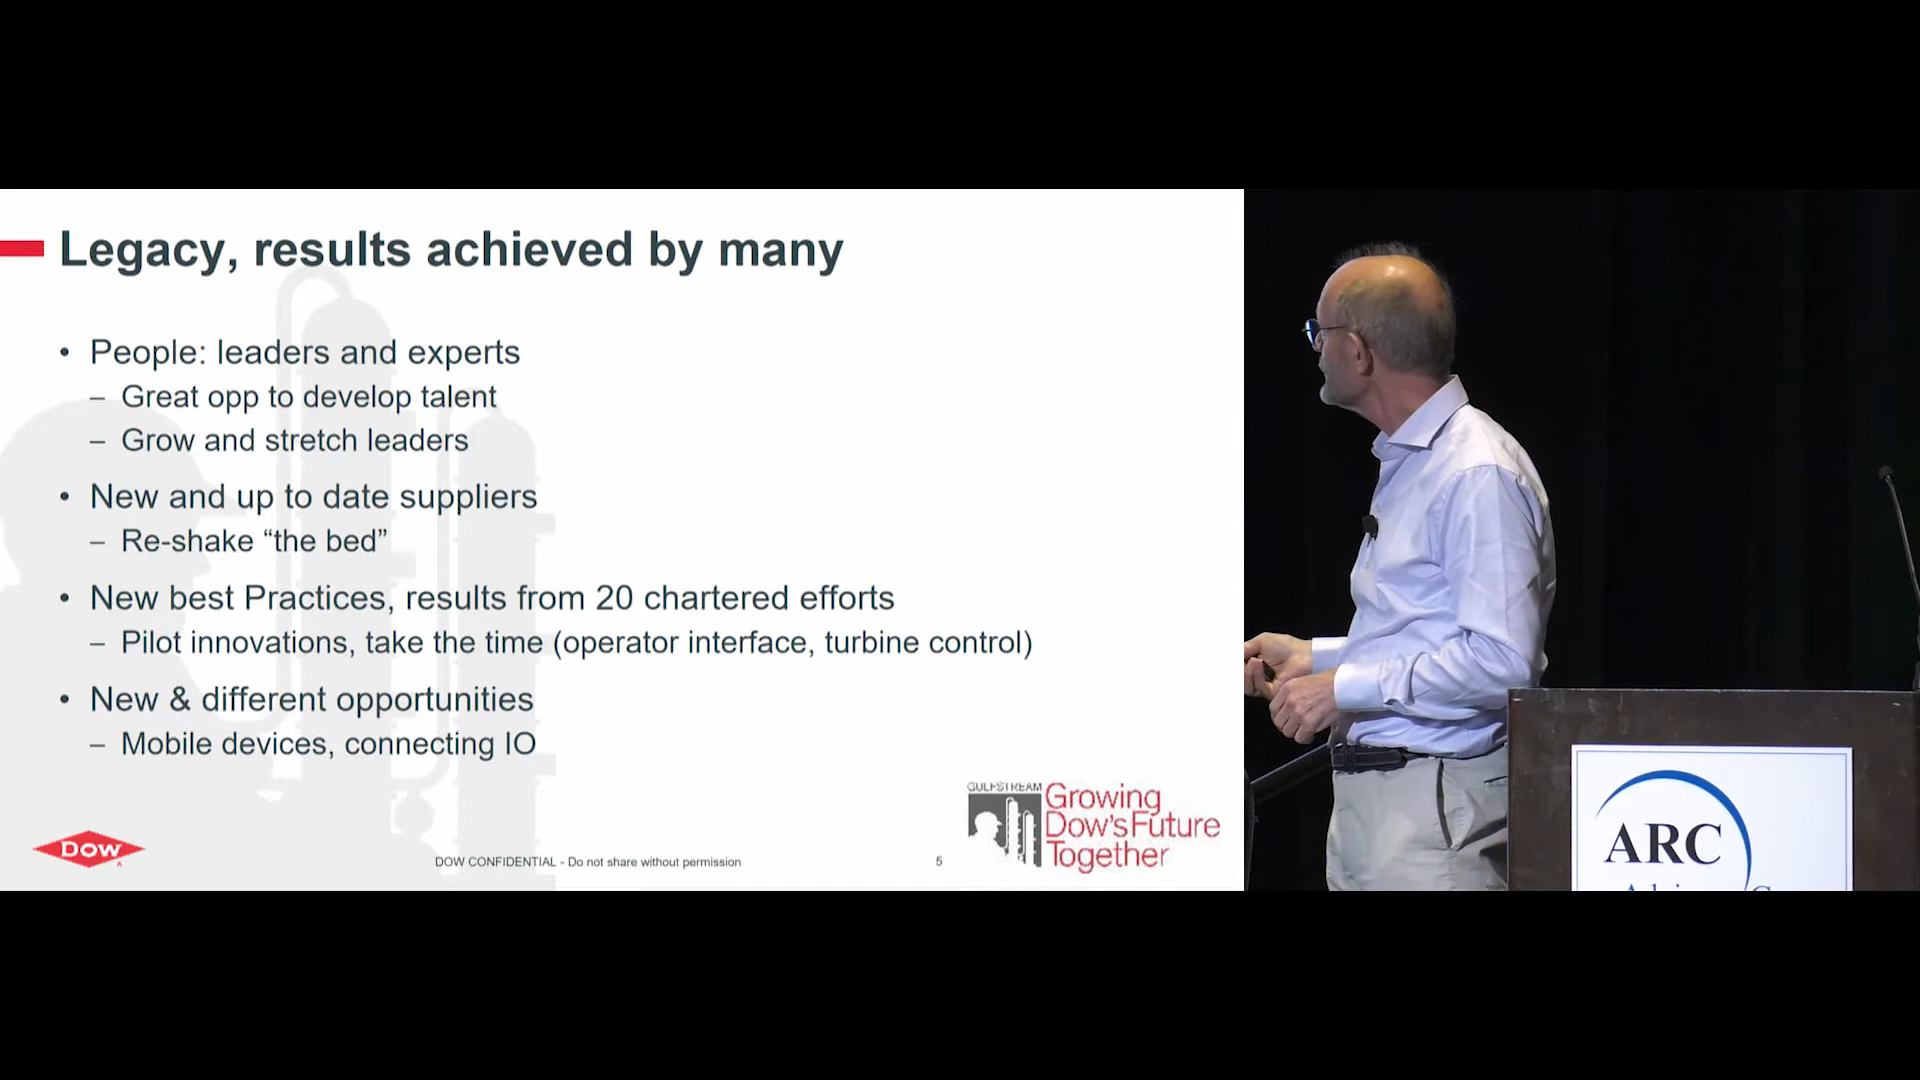 Legacy, results achieved by many
• People: leaders and experts
– Great opp to develop talent
– Grow and stretch leaders
• New and up to date suppliers
– Re-shake “the bed”
• New best Practices, results from 20 chartered efforts
– Pilot innovations, take the time (operator interface, turbine control)
• New & different opportunities
– Mobile devices, connecting IO
DOW
DOW CONFIDENTIAL - Do not share without permission
5
GULFSTREAM
Growing
Dow'sFuture
Together
ARC